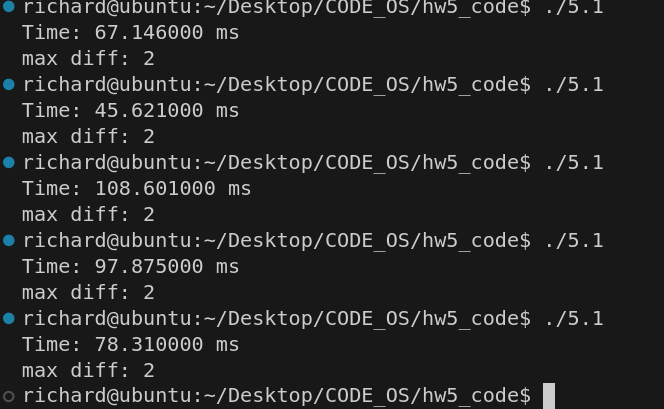 richard@ubuntu:~/Desktop/CODE_OS/hw5_code$ ./5.1
Time: 67.146000 ms
max diff: 2
richard@ubuntu:~/Desktop/CODE_OS/hw5_code$ ./5.1
Time: 45.621000 ms
max diff: 2
richard@ubuntu:~/Desktop/CODE_OS/hw5_code$ ./5.1
Time: 108.601000 ms
max diff: 2
richard@ubuntu:~/Desktop/CODE_OS/hw5_code$ ./5.1
Time: 97.875000 ms
max diff: 2
richard@ubuntu:~/Desktop/CODE_OS/hw5_code$ ./5.1
Time: 78.310000 ms
max diff: 2
richard@ubuntu:~/Desktop/CODE_OS/hw5_code$